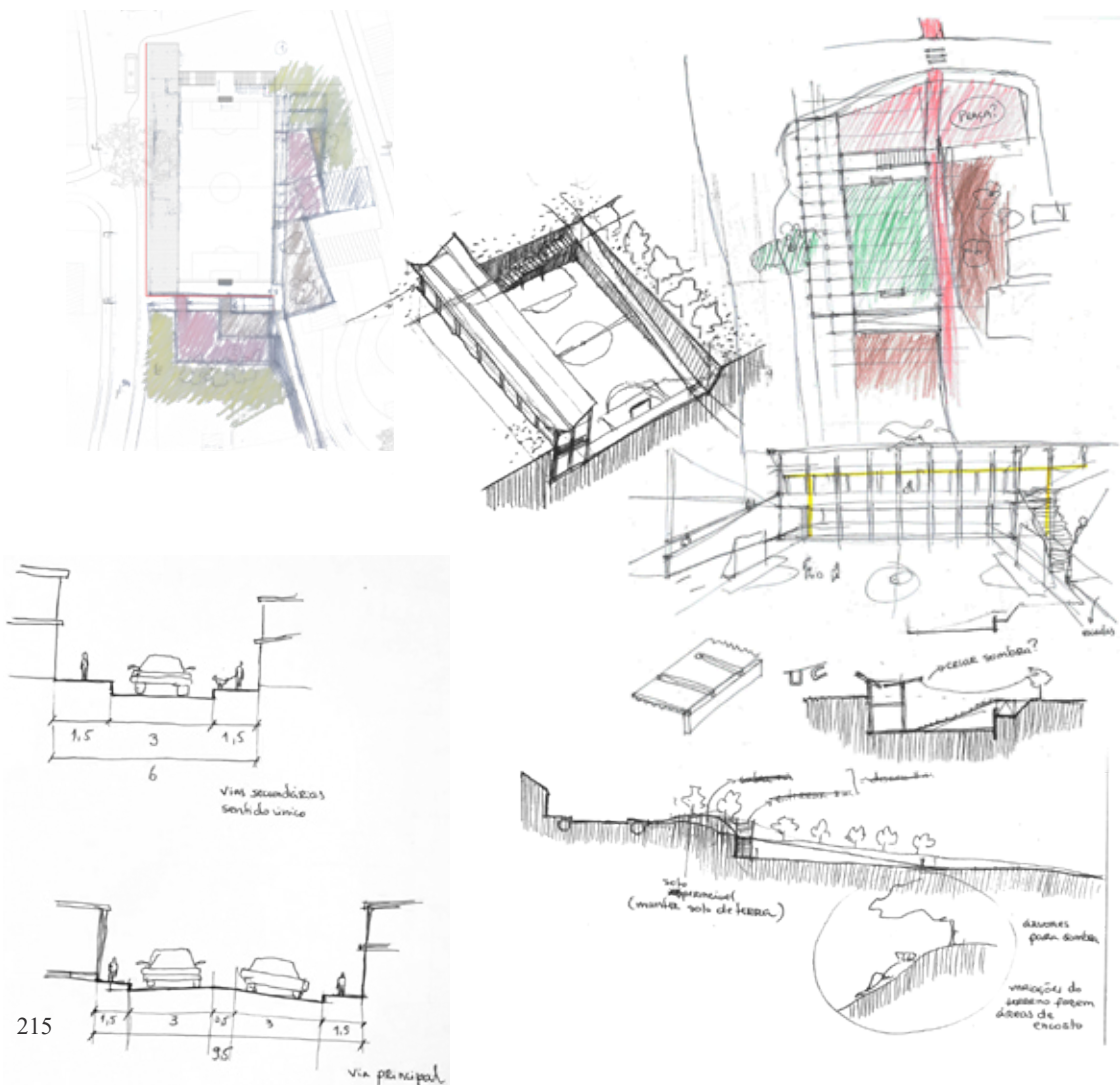 PRAÇA?
criar sombra?
escadas
1,5 3 1,5
6
vias secundárias
sentido único
solo
(manter solo de terra)
árvores
para sombra
variações do
terreno fazem
áreas de
encosto
1,5 3 0,5 3 1,5
9,5
via principal
215